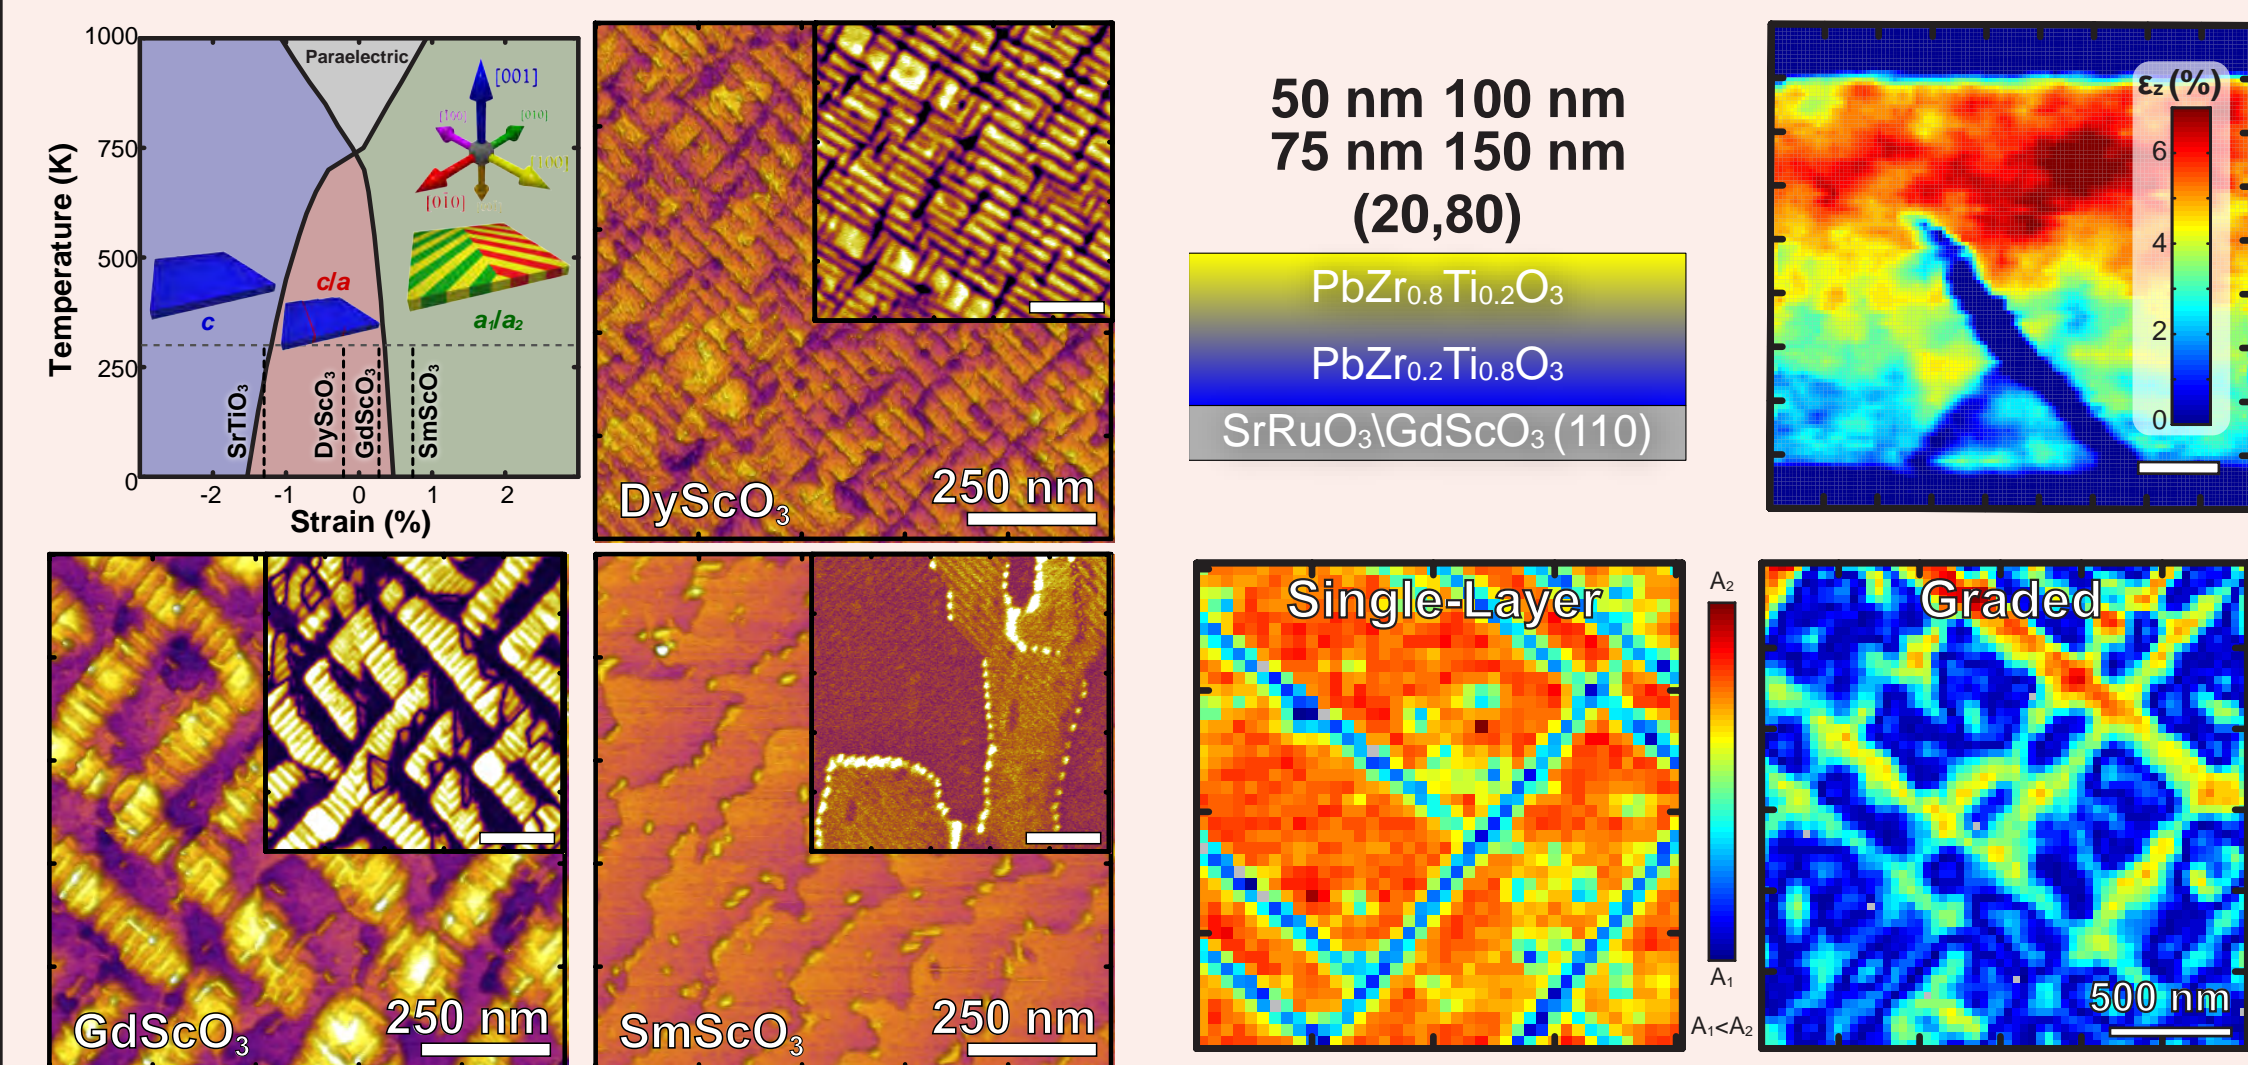 1000
750
500
250
0
-2 -1 0 1 2
Temperature (K)
Strain (%)
Paraelectric
[001]
[010]
[100]
[0ī0]
c
c/a
a₁/a₂
SrTiO₃
DyScO₃
GdScO₃
SmScO₃
DyScO₃
250 nm
50 nm 100 nm
75 nm 150 nm
(20,80)
PbZr₀.₈Ti₀.₂O₃
PbZr₀.₂Ti₀.₈O₃
SrRuO₃\GdScO₃ (110)
εz (%)
6
4
2
0
GdScO₃
250 nm
SmScO₃
250 nm
Single-Layer
A₂
A₁
A₁<A₂
Graded
500 nm